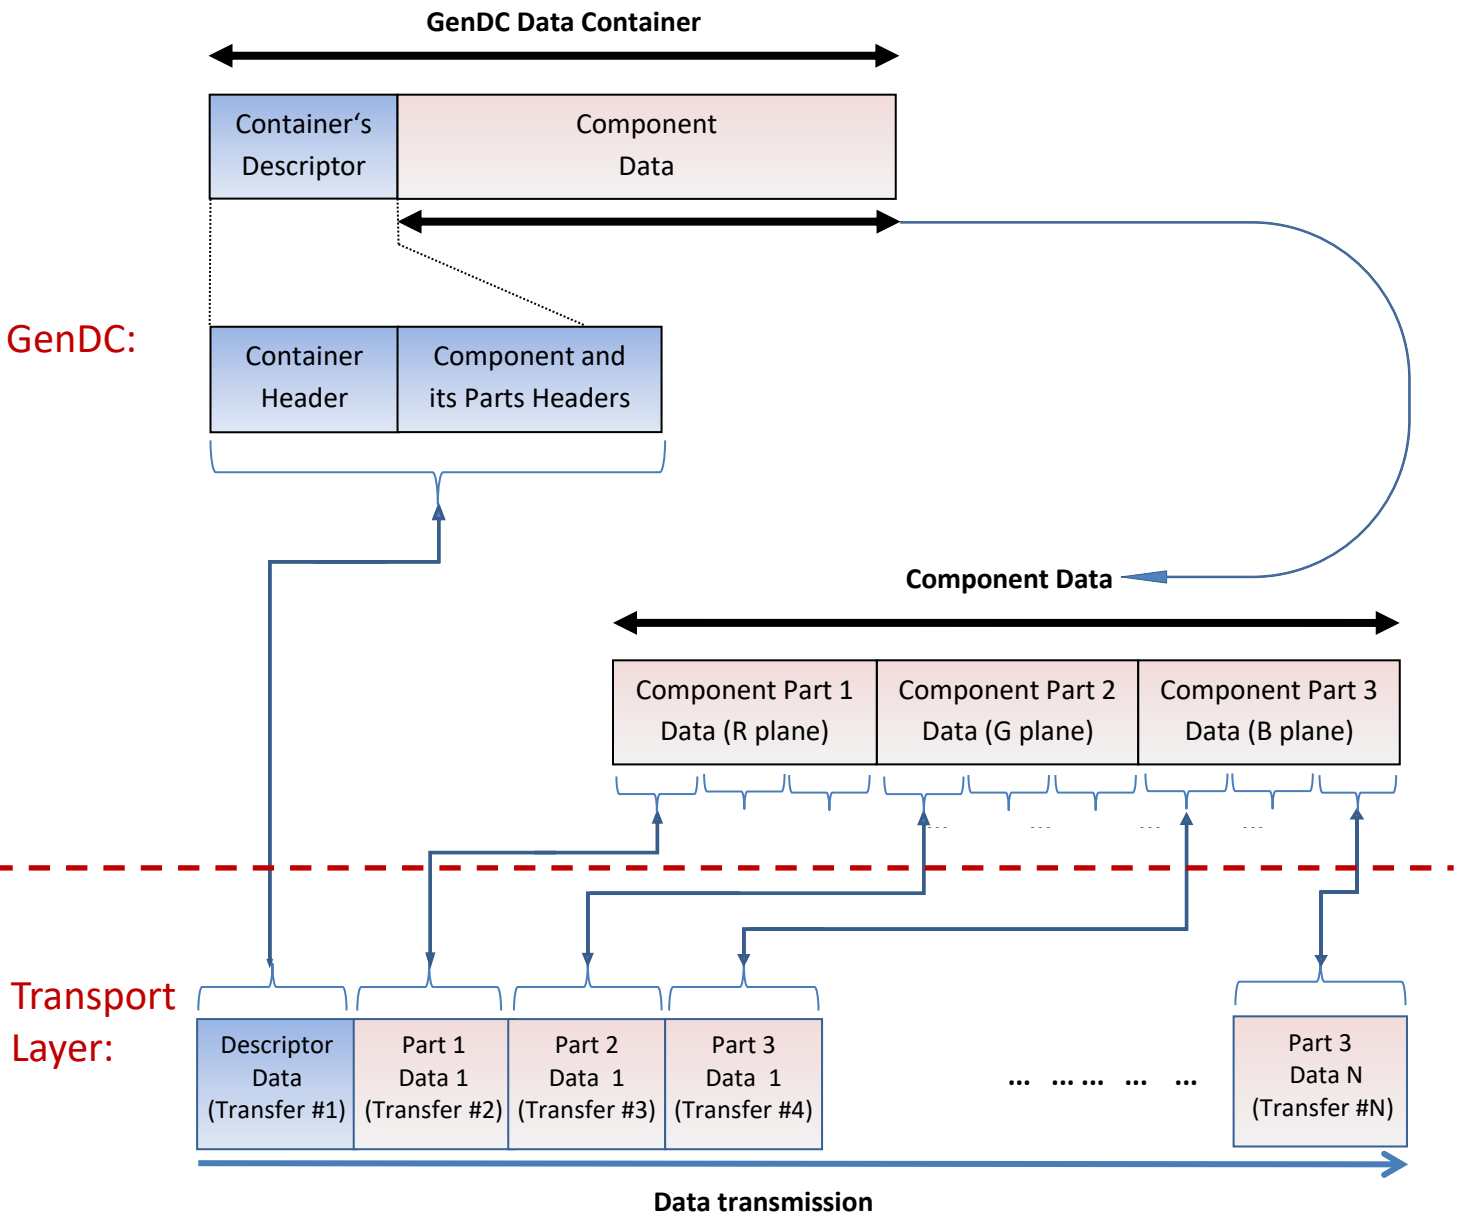 GenDC Data Container
Container‘s
Descriptor
Component
Data
GenDC:
Container
Header
Component and
its Parts Headers
Component Data
Component Part 1
Data (R plane)
Component Part 2
Data (G plane)
Component Part 3
Data (B plane)
... ... ... ...
Transport
Layer:
Descriptor
Data
(Transfer #1)
Part 1
Data 1
(Transfer #2)
Part 2
Data 1
(Transfer #3)
Part 3
Data 1
(Transfer #4)
... ... ... ... ...
Part 3
Data N
(Transfer #N)
Data transmission